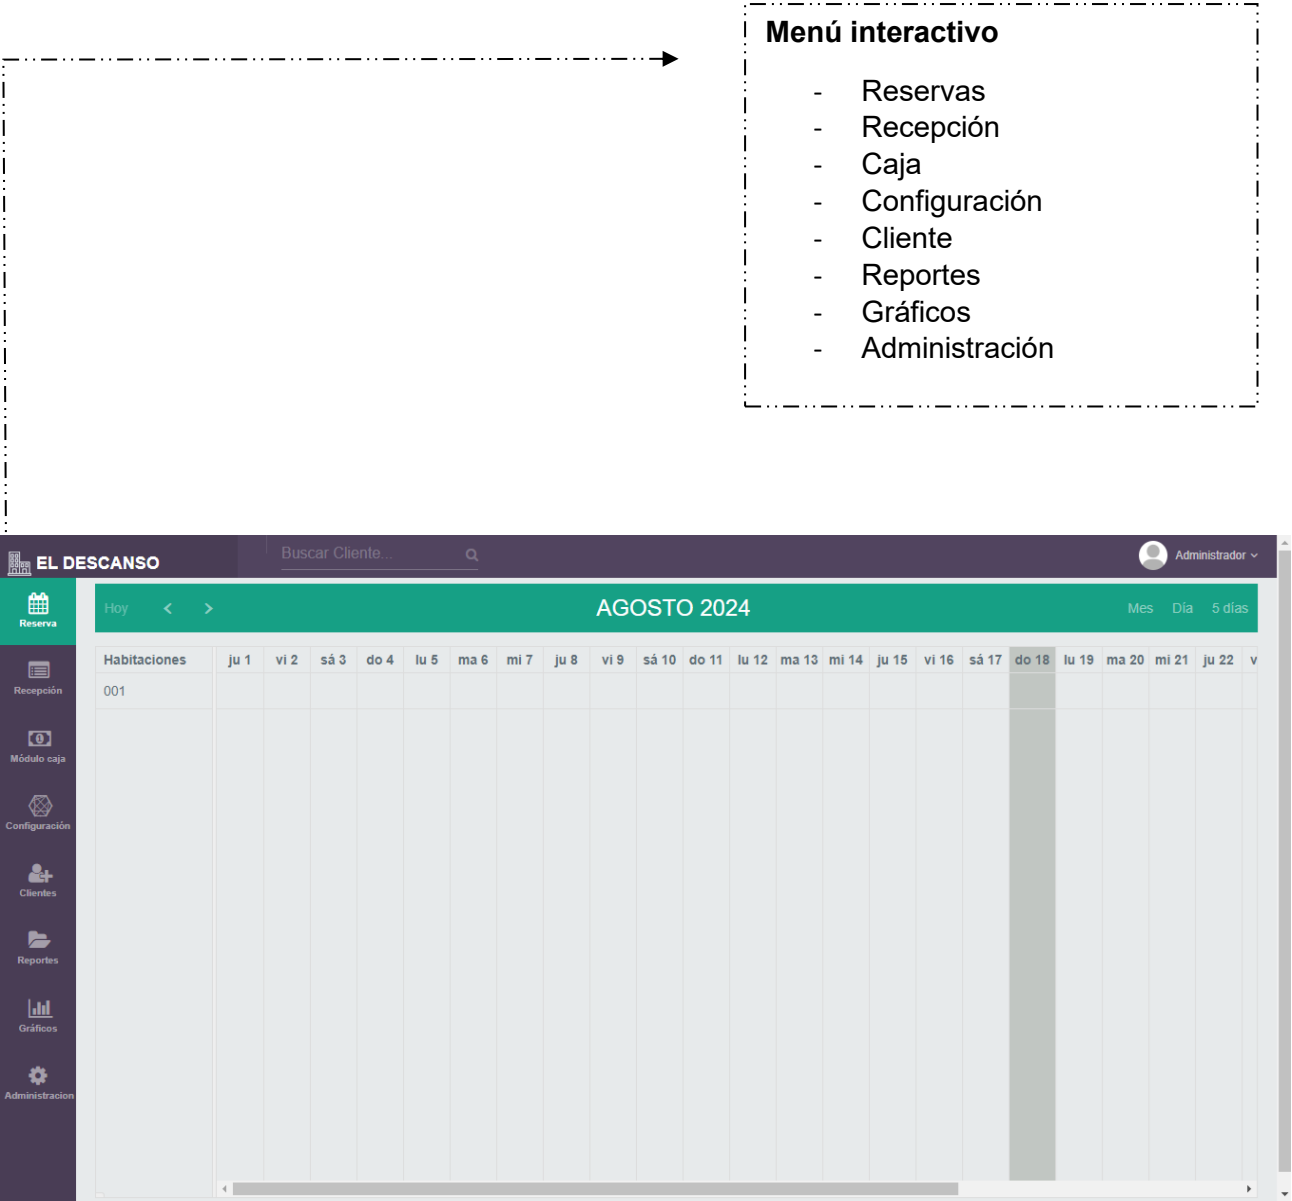 Menú interactivo
- Reservas
- Recepción
- Caja
- Configuración
- Cliente
- Reportes
- Gráficos
- Administración
EL DESCANSO
Buscar Cliente...
Administrador
Reserva
Hoy < > AGOSTO 2024 Mes Día 5 días
Habitaciones ju 1 vi 2 sá 3 do 4 lu 5 ma 6 mi 7 ju 8 vi 9 sá 10 do 11 lu 12 ma 13 mi 14 ju 15 vi 16 sá 17 do 18 lu 19 ma 20 mi 21 ju 22 v
001
Recepción
Módulo caja
Configuración
Clientes
Reportes
Gráficos
Administracion